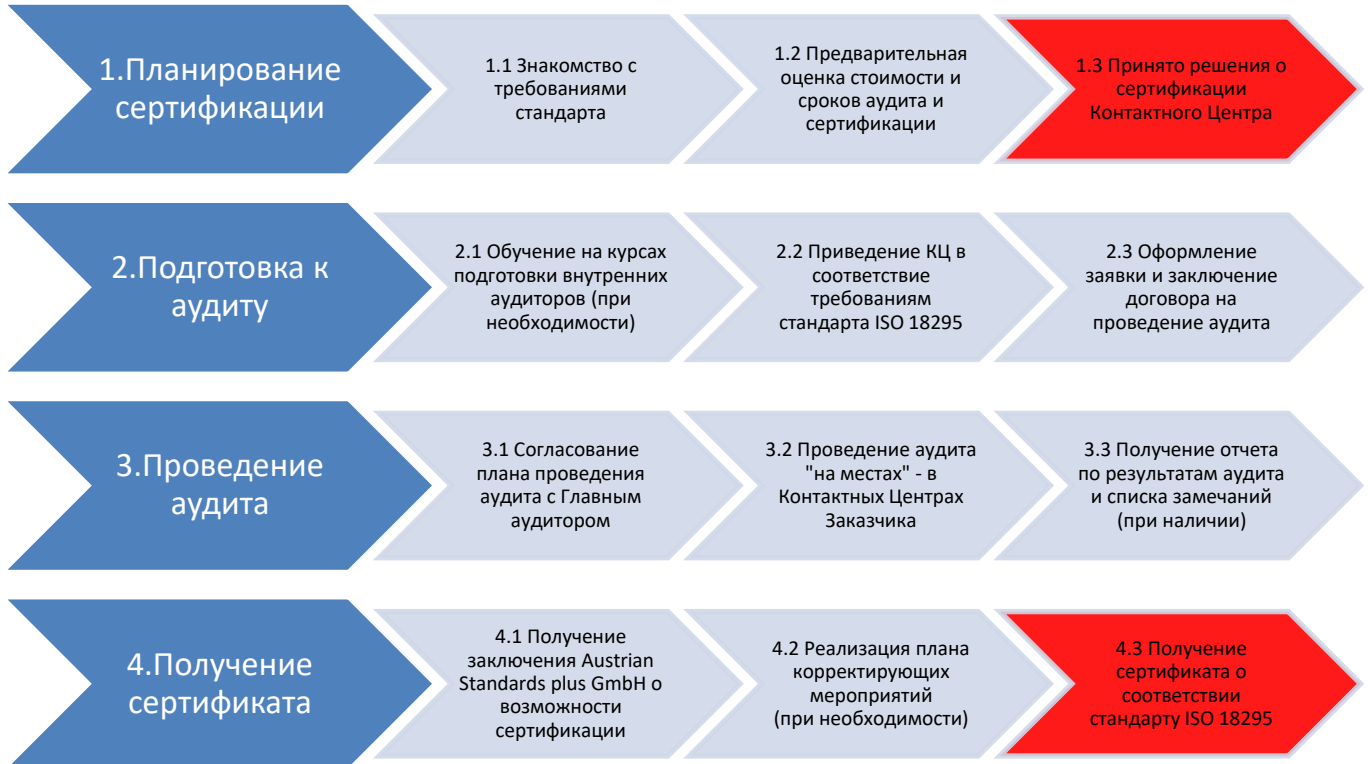 1.Планирование
сертификации
1.1 Знакомство с
требованиями
стандарта
1.2 Предварительная
оценка стоимости и
сроков аудита и
сертификации
1.3 Принято решения о
сертификации
Контактного Центра
2.Подготовка к
аудиту
2.1 Обучение на курсах
подготовки внутренних
аудиторов (при
необходимости)
2.2 Приведение КЦ в
соответствие
требованиям
стандарта ISO 18295
2.3 Оформление
заявки и заключение
договора на
проведение аудита
3.Проведение
аудита
3.1 Согласование
плана проведения
аудита с Главным
аудитором
3.2 Проведение аудита
"на местах" - в
Контактных Центрах
Заказчика
3.3 Получение отчета
по результатам аудита
и списка замечаний
(при наличии)
4.Получение
сертификата
4.1 Получение
заключения Austrian
Standards plus GmbH о
возможности
сертификации
4.2 Реализация плана
корректирующих
мероприятий
(при необходимости)
4.3 Получение
сертификата о
соответствии
стандарту ISO 18295